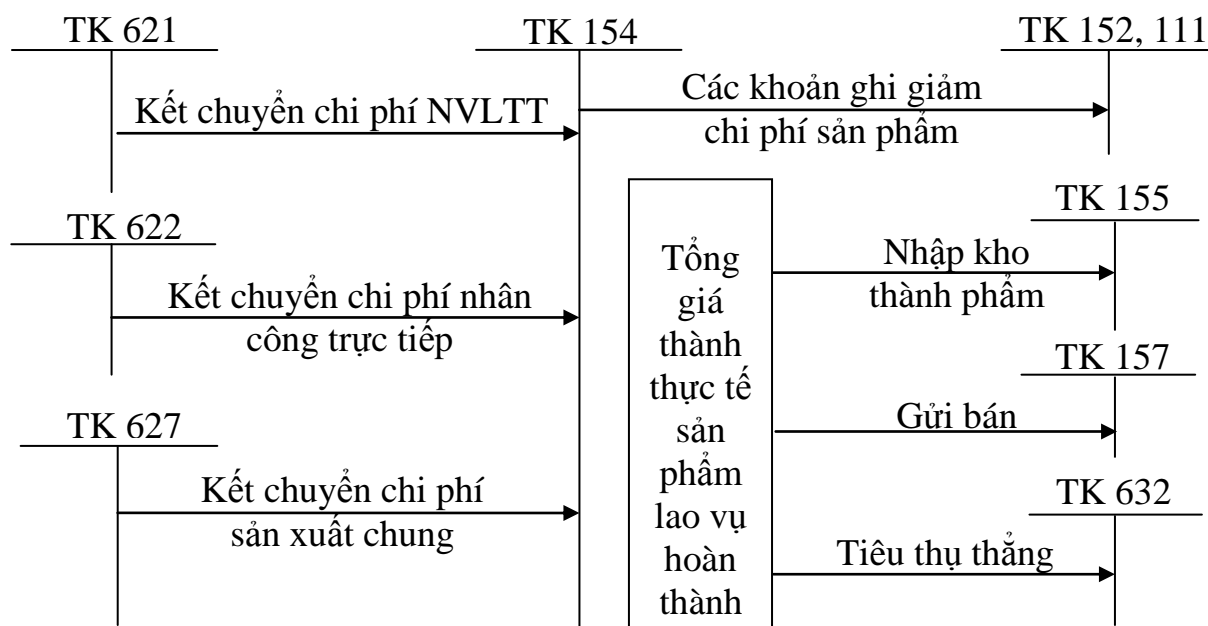 TK 621
TK 154
TK 152, 111
Kết chuyển chi phí NVLTT
Các khoản ghi giảm
chi phí sản phẩm
TK 622
TK 155
Kết chuyển chi phí nhân
công trực tiếp
Tổng
giá
thành
thực tế
sản
phẩm
lao vụ
hoàn
thành
Nhập kho
thành phẩm
TK 157
Gửi bán
TK 627
Kết chuyển chi phí
sản xuất chung
TK 632
Tiêu thụ thẳng